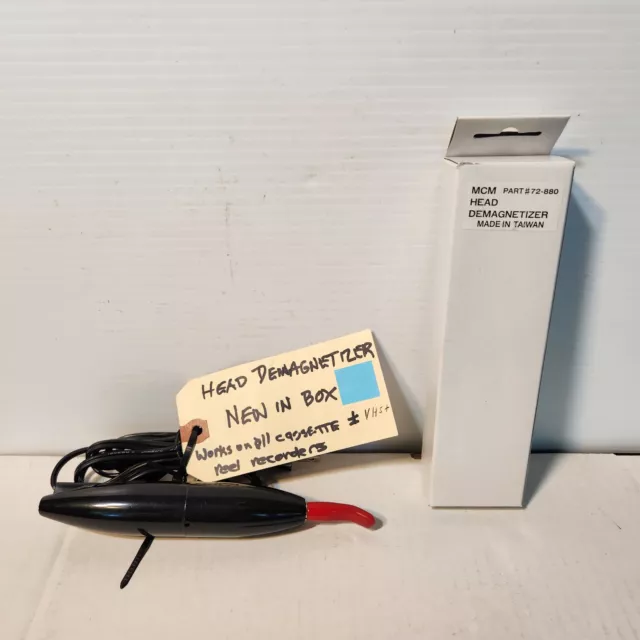 MCM PART#72-880
HEAD
DEMAGNETIZER
MADE IN TAIWAN
HEAD DEMAGNETIZER
NEW IN BOX
Works on all cassette & VHS+
reel recorders